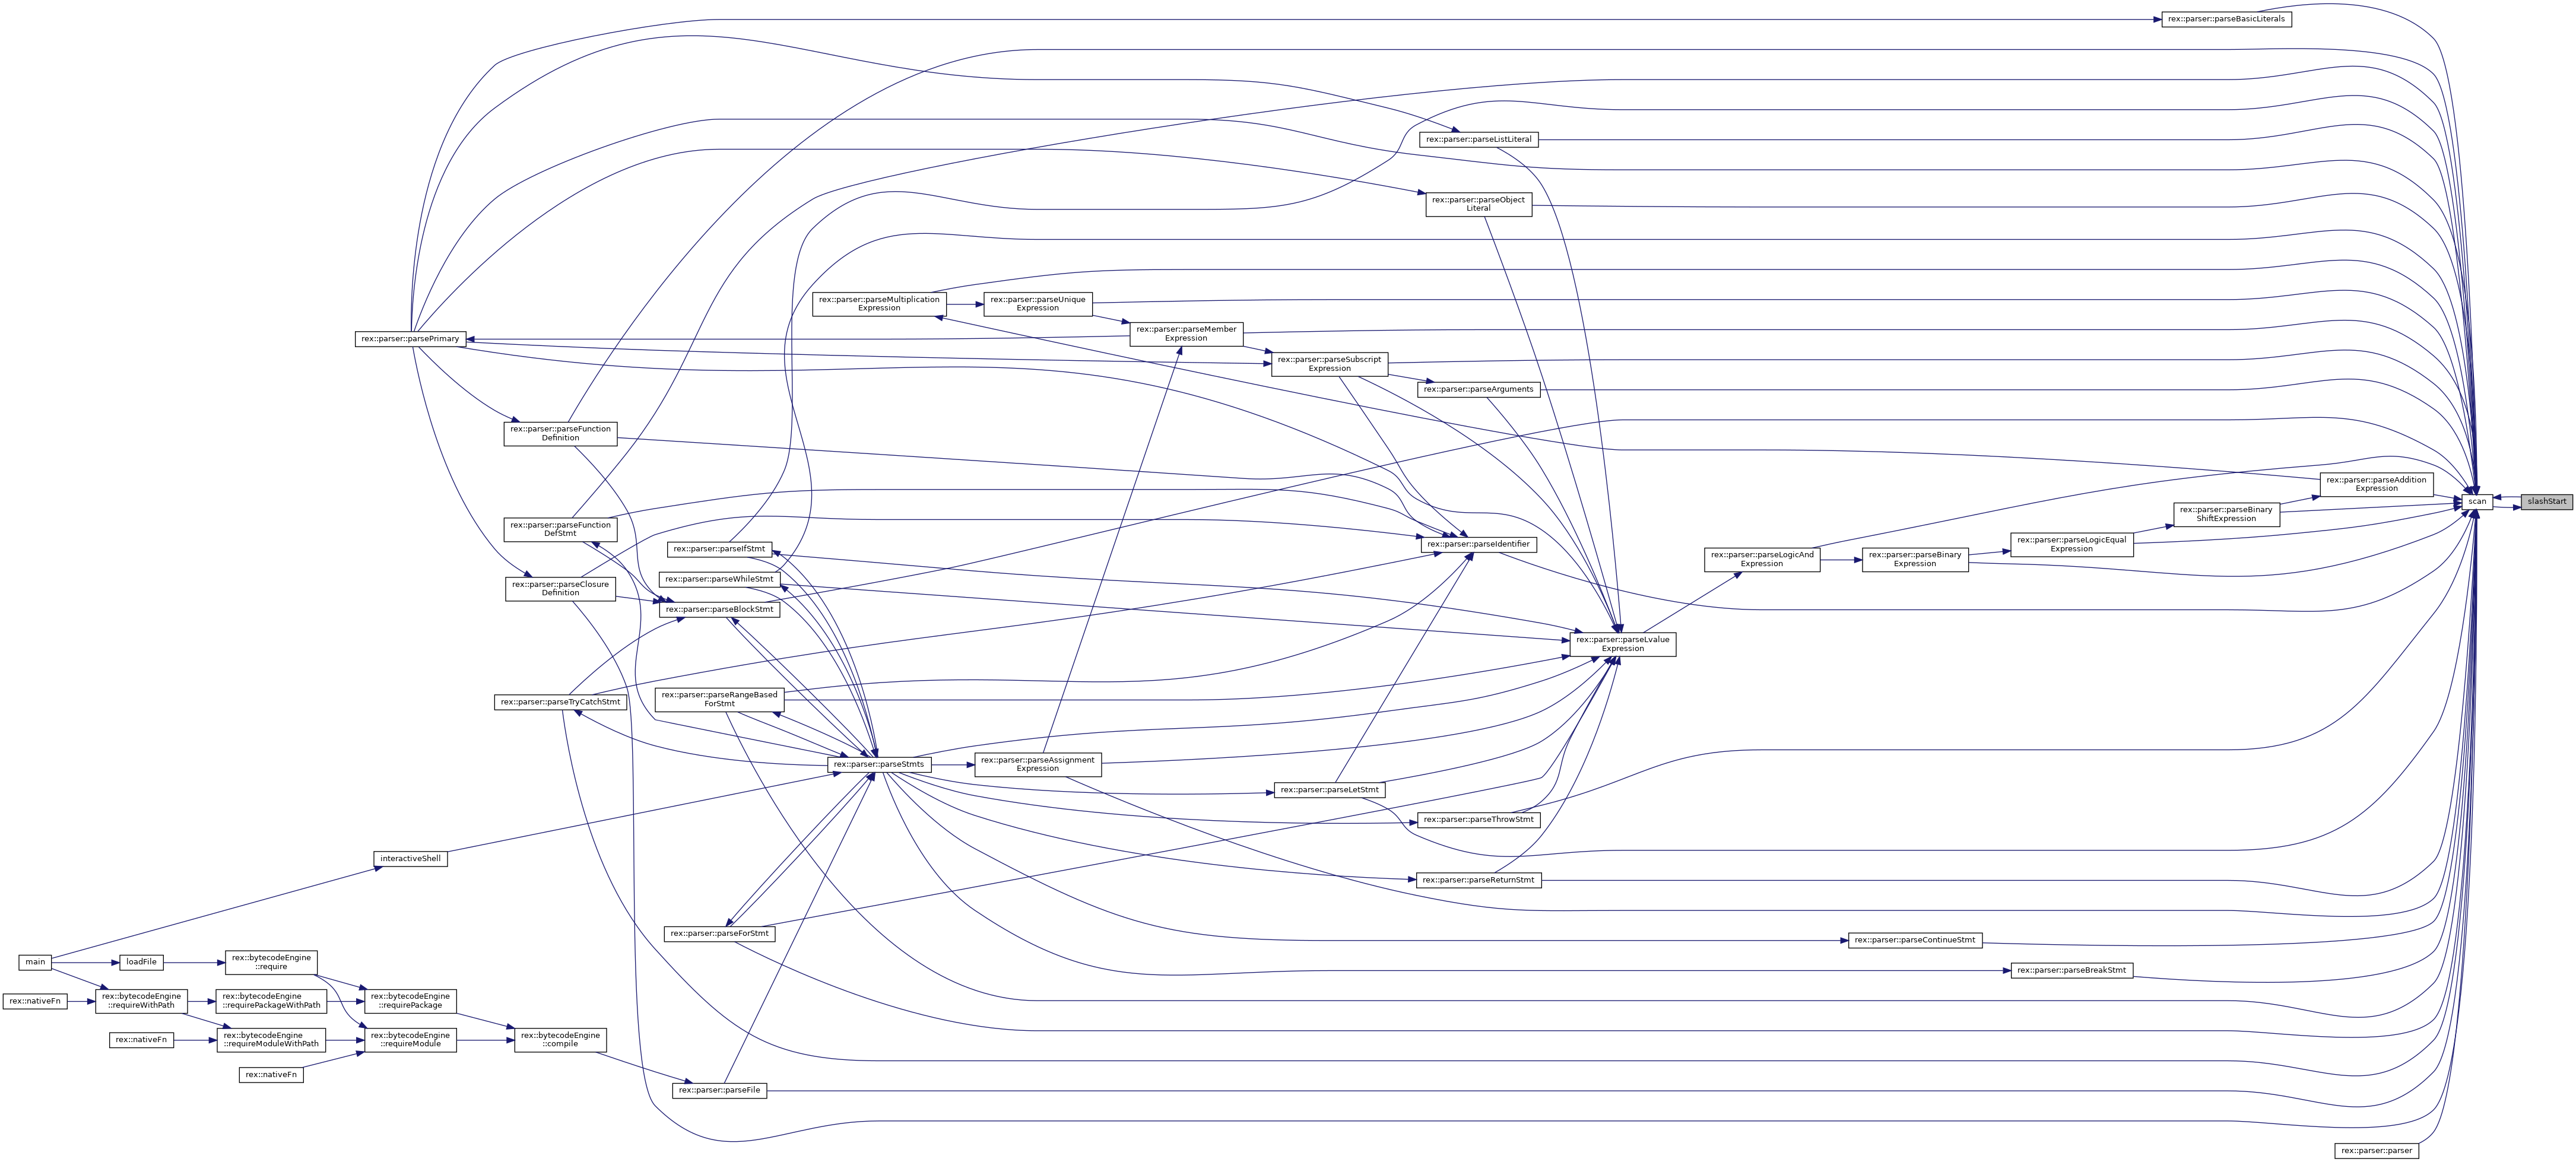 rex::parser::parseBasicLiterals
rex::parser::parseListLiteral
rex::parser::parseObject
Literal
rex::parser::parseMultiplication
Expression
rex::parser::parseUnique
Expression
rex::parser::parseMember
Expression
rex::parser::parsePrimary
rex::parser::parseSubscript
Expression
rex::parser::parseArguments
rex::parser::parseFunction
Definition
rex::parser::parseAddition
Expression
scan
slashStart
rex::parser::parseBinary
ShiftExpression
rex::parser::parseFunction
DefStmt
rex::parser::parseIfStmt
rex::parser::parseIdentifier
rex::parser::parseLogicEqual
Expression
rex::parser::parseLogicAnd
Expression
rex::parser::parseBinary
Expression
rex::parser::parseWhileStmt
rex::parser::parseClosure
Definition
rex::parser::parseBlockStmt
rex::parser::parseLvalue
Expression
rex::parser::parseTryCatchStmt
rex::parser::parseRangeBased
ForStmt
rex::parser::parseStmts
rex::parser::parseAssignment
Expression
rex::parser::parseLetStmt
rex::parser::parseThrowStmt
interactiveShell
rex::parser::parseReturnStmt
rex::parser::parseForStmt
rex::parser::parseContinueStmt
main
loadFile
rex::bytecodeEngine
::require
rex::parser::parseBreakStmt
rex::nativeFn
rex::bytecodeEngine
::requireWithPath
rex::bytecodeEngine
::requirePackageWithPath
rex::bytecodeEngine
::requirePackage
rex::nativeFn
rex::bytecodeEngine
::requireModuleWithPath
rex::bytecodeEngine
::requireModule
rex::bytecodeEngine
::compile
rex::nativeFn
rex::parser::parseFile
rex::parser::parser